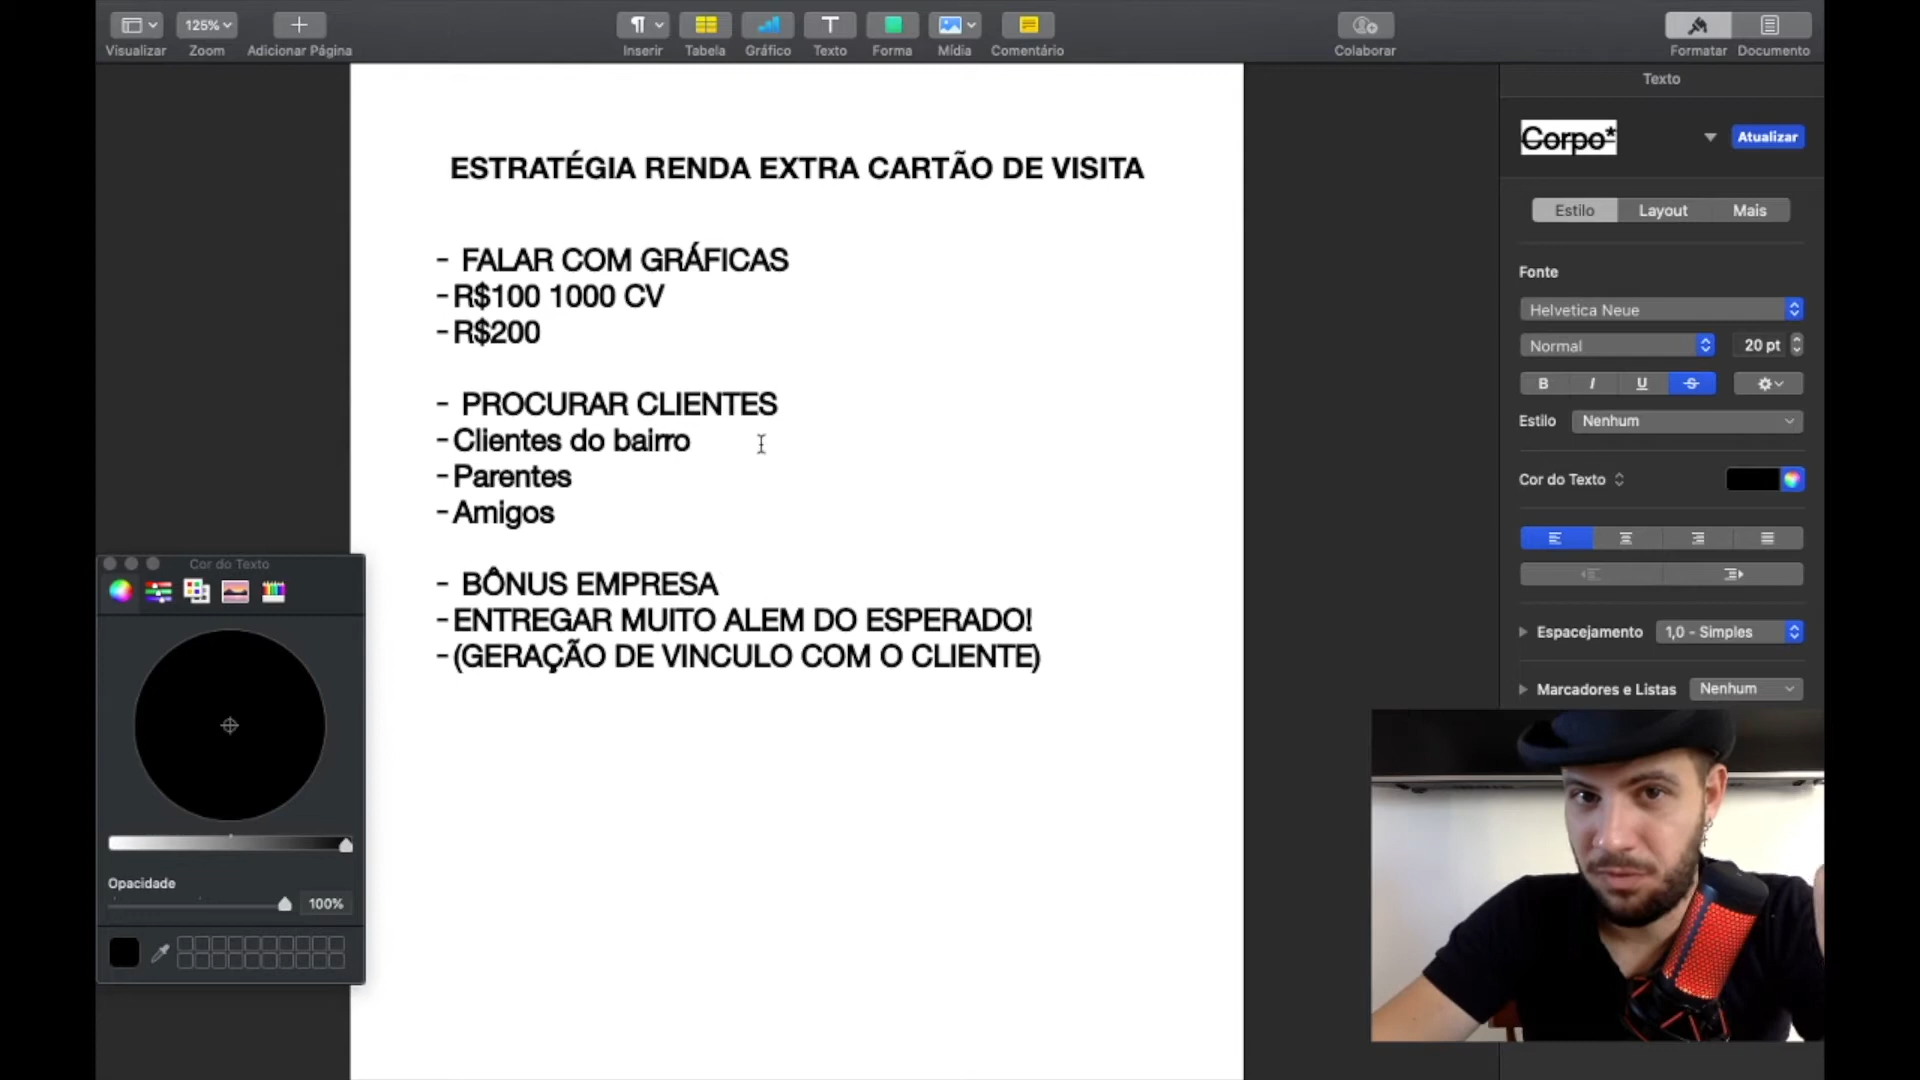 125%
Visualizar
Zoom
Adicionar Página
Inserir
Tabela
Gráfico
Texto
Forma
Mídia
Comentário
Colaborar
Formatar
Documento
Texto
Corpo*
Atualizar
Estilo
Layout
Mais
Fonte
Helvetica Neue
Normal
20 pt
B I U S
Estilo
Nenhum
Cor do Texto
Espacejamento
1,0 - Simples
Marcadores e Listas
Nenhum
ESTRATÉGIA RENDA EXTRA CARTÃO DE VISITA
- FALAR COM GRÁFICAS
- R$100 1000 CV
- R$200
- PROCURAR CLIENTES
- Clientes do bairro
- Parentes
- Amigos
- BÔNUS EMPRESA
- ENTREGAR MUITO ALEM DO ESPERADO!
- (GERAÇÃO DE VINCULO COM O CLIENTE)
Cor do Texto
Opacidade
100%